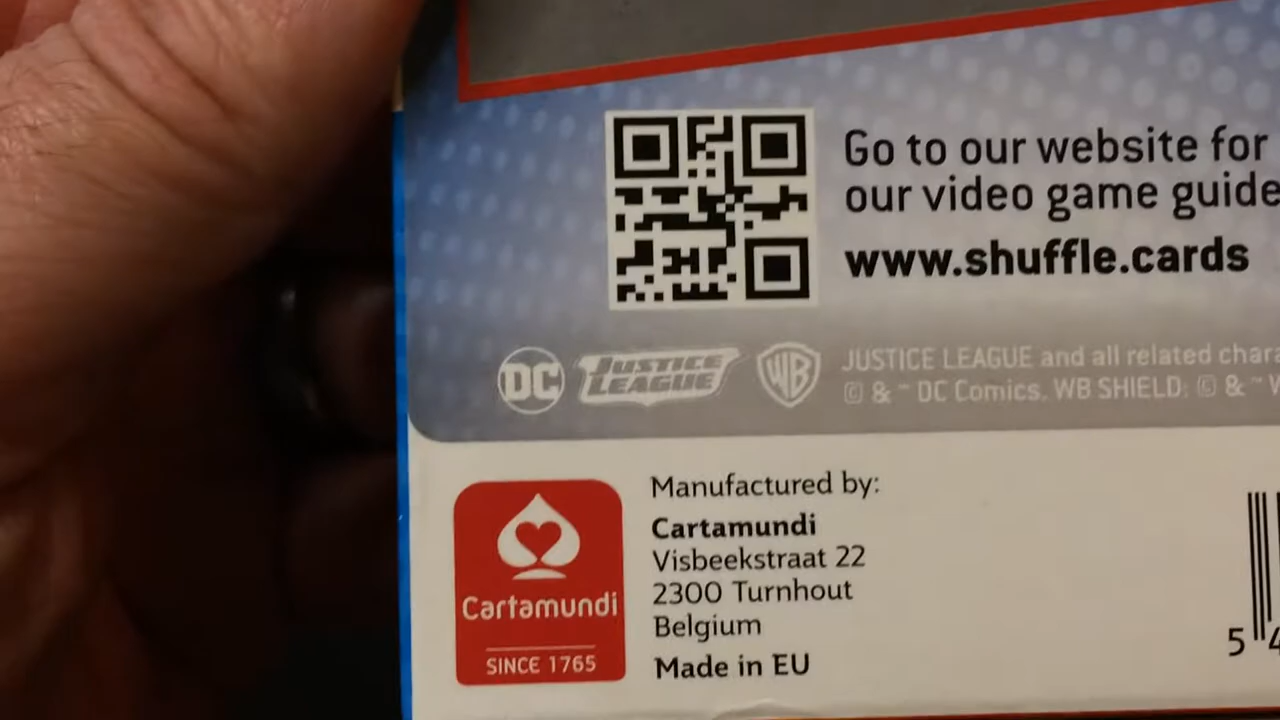 Go to our website for
our video game guide
www.shuffle.cards
DC
JUSTICE
LEAGUE
WB
JUSTICE LEAGUE and all related
© & ™ DC Comics. WB SHIELD: © & ™
Manufactured by:
Cartamundi
Visbeekstraat 22
2300 Turnhout
Belgium
Made in EU
Cartamundi
SINCE 1765
5